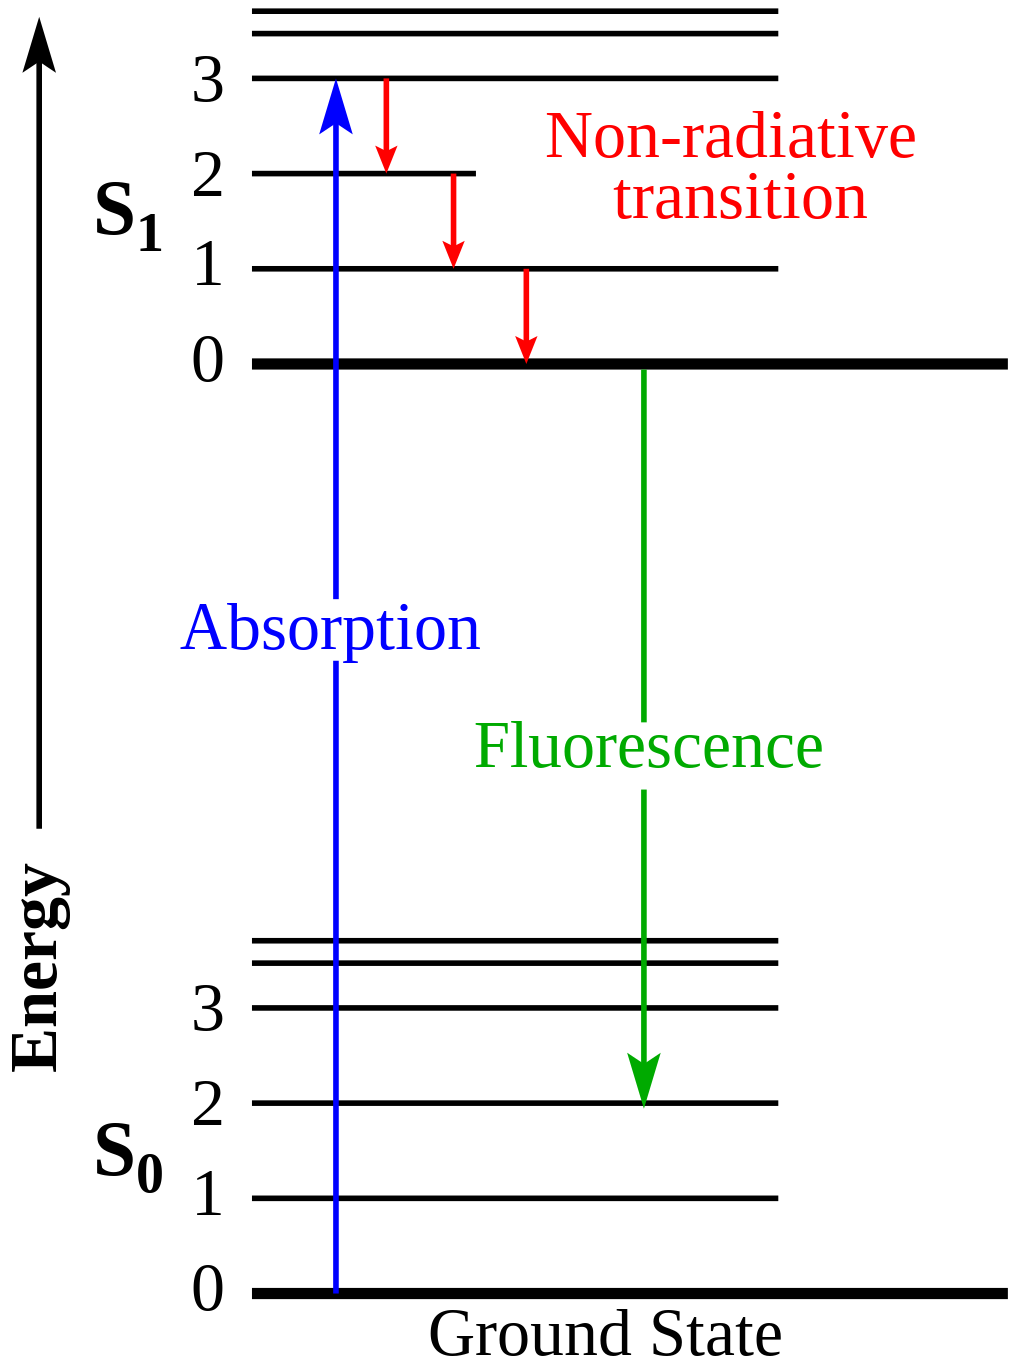 3
Non-radiative
transition
2
S1
1
0
Absorption
Fluorescence
Energy
3
2
S0
1
0
Ground State